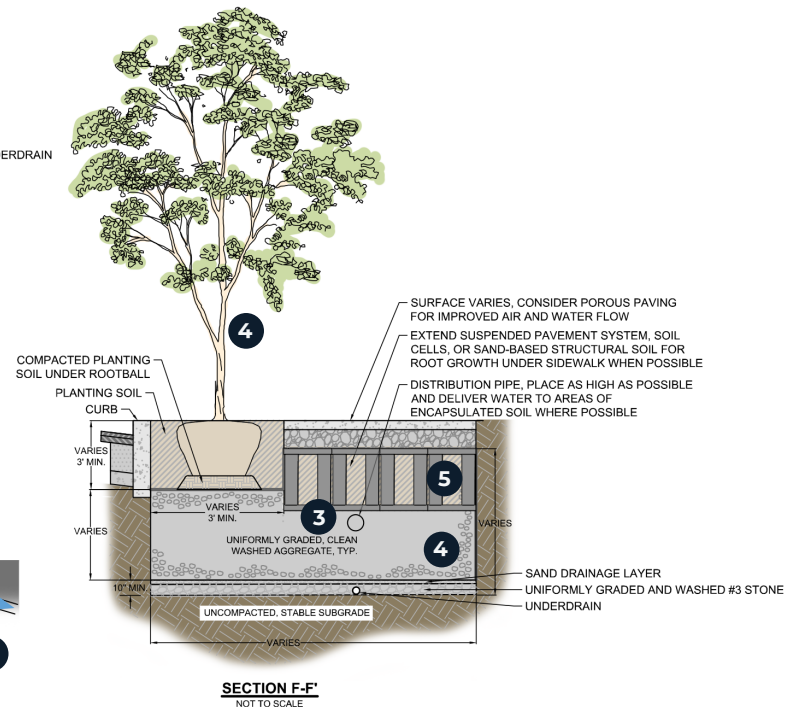 DERDRAIN
4
SURFACE VARIES, CONSIDER POROUS PAVING
FOR IMPROVED AIR AND WATER FLOW
EXTEND SUSPENDED PAVEMENT SYSTEM, SOIL
CELLS, OR SAND-BASED STRUCTURAL SOIL FOR
ROOT GROWTH UNDER SIDEWALK WHEN POSSIBLE
DISTRIBUTION PIPE, PLACE AS HIGH AS POSSIBLE
AND DELIVER WATER TO AREAS OF
ENCAPSULATED SOIL WHERE POSSIBLE
COMPACTED PLANTING
SOIL UNDER ROOTBALL
PLANTING SOIL
CURB
VARIES
3' MIN.
5
VARIES
3' MIN.
3
VARIES
VARIES
UNIFORMLY GRADED, CLEAN
WASHED AGGREGATE, TYP.
4
10" MIN.
SAND DRAINAGE LAYER
UNIFORMLY GRADED AND WASHED #3 STONE
UNDERDRAIN
UNCOMPACTED, STABLE SUBGRADE
VARIES
SECTION F-F'
NOT TO SCALE